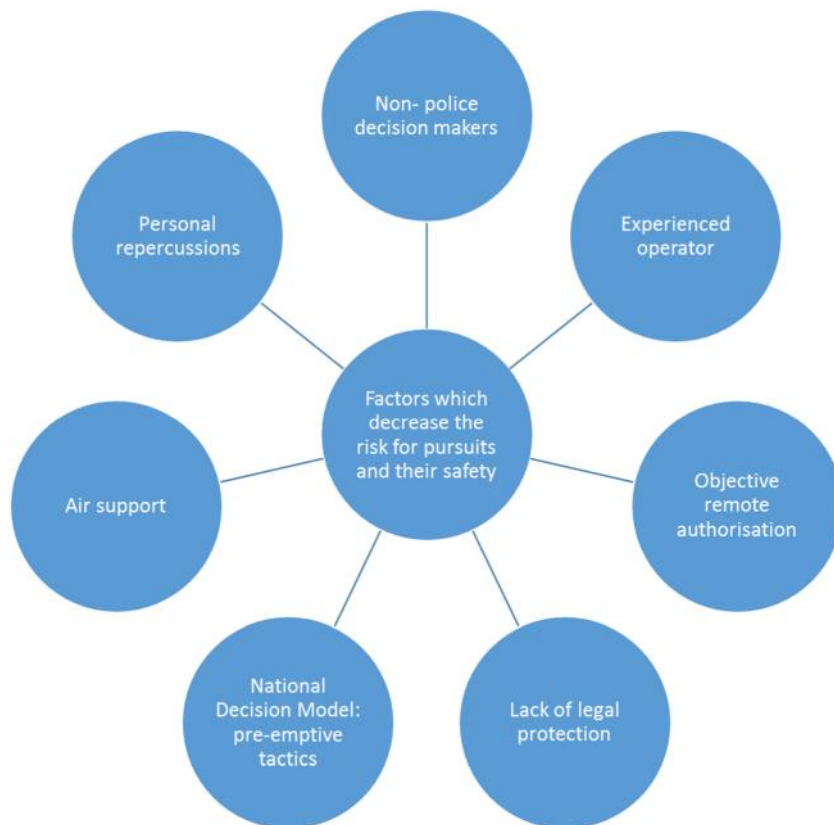 Non- police
decision makers
Experienced
operator
Objective
remote
authorisation
Lack of legal
protection
National
Decision Model:
pre-emptive
tactics
Air support
Personal
repercussions
Factors which
decrease the
risk for pursuits
and their safety